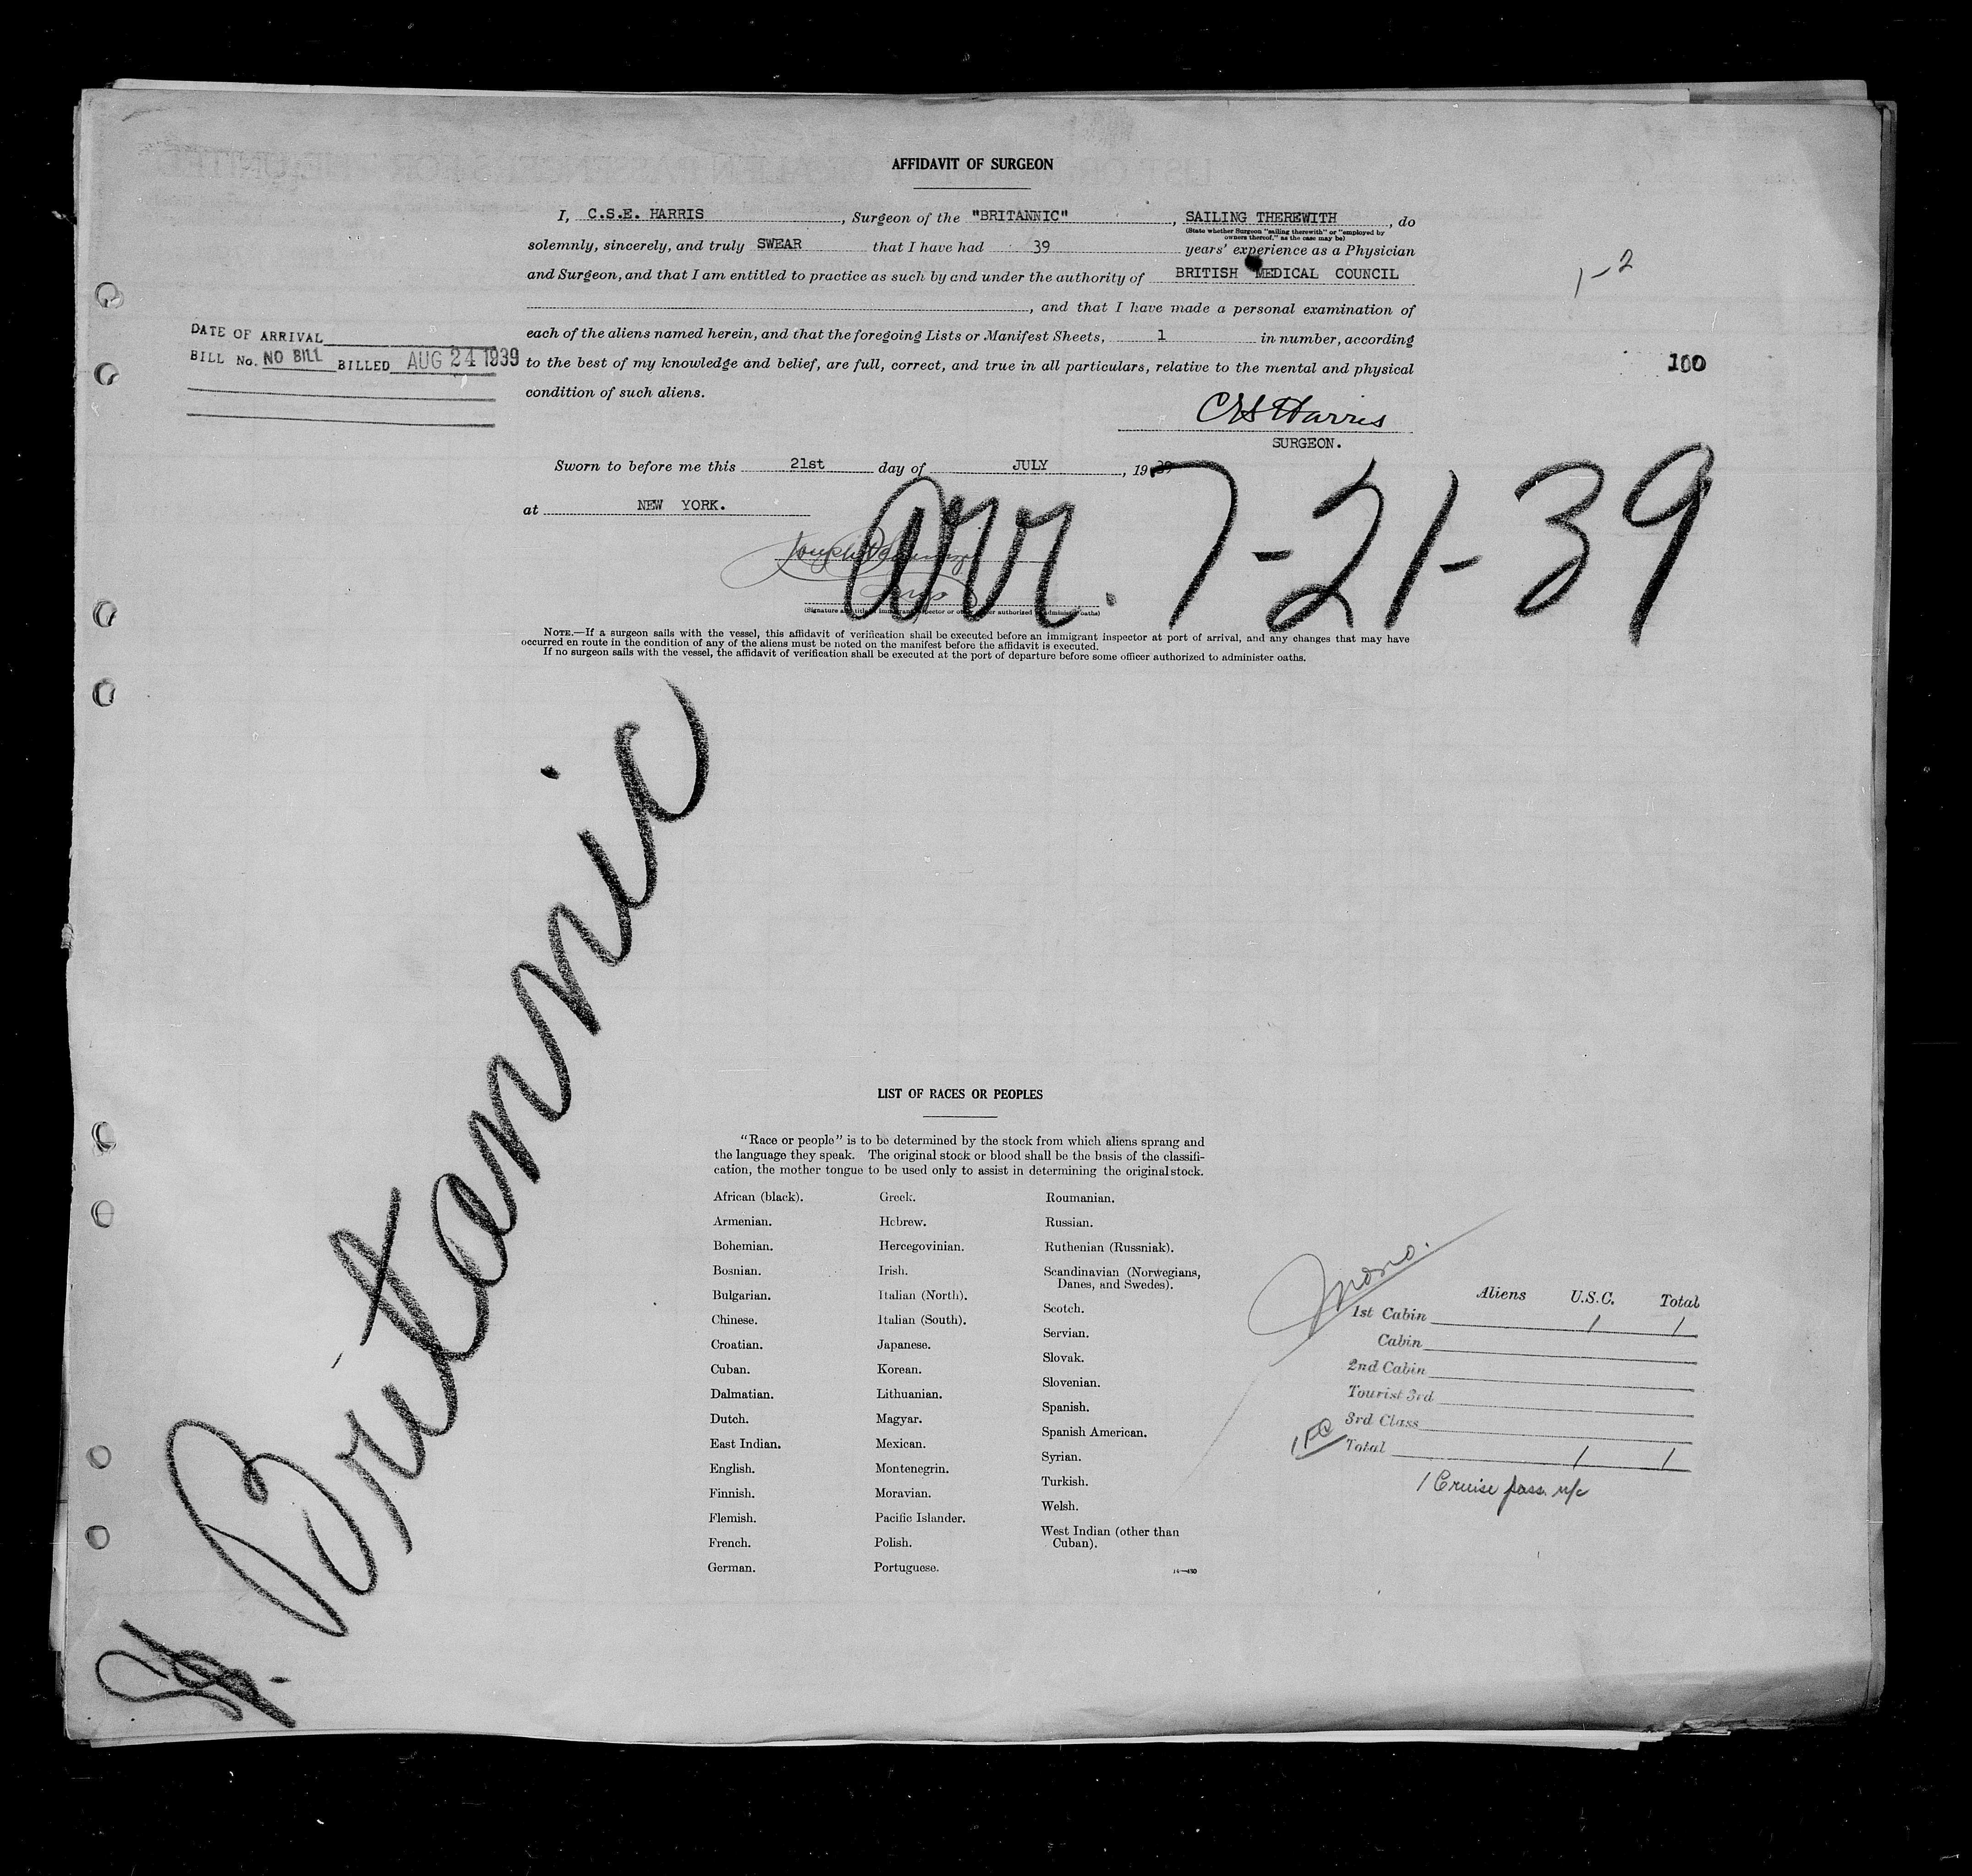 AFFIDAVIT OF SURGEON
I, C.S.E. HARRIS, Surgeon of the "BRITANNIC", SAILING THEREWITH, do
(State whether Surgeon "sailing therewith" or "employed by
owners thereof," as the case may be)
solemnly, sincerely, and truly SWEAR that I have had 39 years' experience as a Physician
and Surgeon, and that I am entitled to practice as such by and under the authority of BRITISH MEDICAL COUNCIL
, and that I have made a personal examination of
each of the aliens named herein, and that the foregoing Lists or Manifest Sheets, 1 in number, according
to the best of my knowledge and belief, are full, correct, and true in all particulars, relative to the mental and physical
condition of such aliens.
1-2
100
DATE OF ARRIVAL
BILL No. NO BILL BILLED AUG 24 1939
CES Harris
SURGEON.
Sworn to before me this 21st day of JULY, 1939
at NEW YORK.
arr. 7-21-39
(Signature and title of immigrant inspector or other officer authorized to administer oaths)
NOTE.—If a surgeon sails with the vessel, this affidavit of verification shall be executed before an immigrant inspector at port of arrival, and any changes that may have
occurred en route in the condition of any of the aliens must be noted on the manifest before the affidavit is executed.
If no surgeon sails with the vessel, the affidavit of verification shall be executed at the port of departure before some officer authorized to administer oaths.
Britannic
LIST OF RACES OR PEOPLES
"Race or people" is to be determined by the stock from which aliens sprang and
the language they speak. The original stock or blood shall be the basis of the classifi-
cation, the mother tongue to be used only to assist in determining the original stock.
African (black).
Armenian.
Bohemian.
Bosnian.
Bulgarian.
Chinese.
Croatian.
Cuban.
Dalmatian.
Dutch.
East Indian.
English.
Finnish.
Flemish.
French.
German.
Greek.
Hebrew.
Hercegovinian.
Irish.
Italian (North).
Italian (South).
Japanese.
Korean.
Lithuanian.
Magyar.
Mexican.
Montenegrin.
Moravian.
Pacific Islander.
Polish.
Portuguese.
Roumanian.
Russian.
Ruthenian (Russniak).
Scandinavian (Norwegians,
Danes, and Swedes).
Scotch.
Servian.
Slovak.
Slovenian.
Spanish.
Spanish American.
Syrian.
Turkish.
Welsh.
West Indian (other than
Cuban).
Aliens U.S.C. Total
1st Cabin 1 1
Cabin
2nd Cabin
Tourist 3rd
3rd Class
Total 1 1
1 Cruise pass.